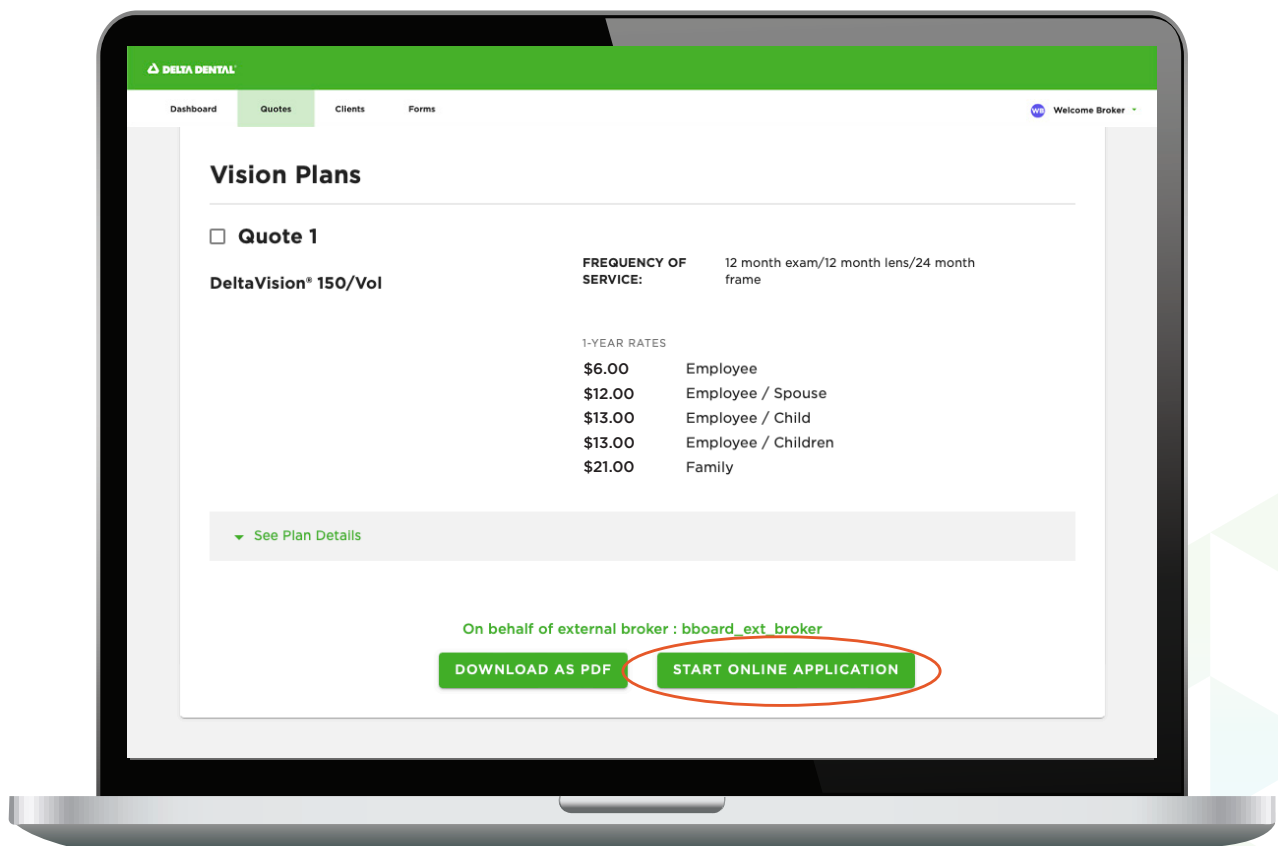 DELTA DENTAL
Dashboard Quotes Clients Forms WB Welcome Broker
Vision Plans
Quote 1
DeltaVision® 150/Vol
FREQUENCY OF SERVICE: 12 month exam/12 month lens/24 month frame
1-YEAR RATES
$6.00 Employee
$12.00 Employee / Spouse
$13.00 Employee / Child
$13.00 Employee / Children
$21.00 Family
See Plan Details
On behalf of external broker : bboard_ext_broker
DOWNLOAD AS PDF START ONLINE APPLICATION